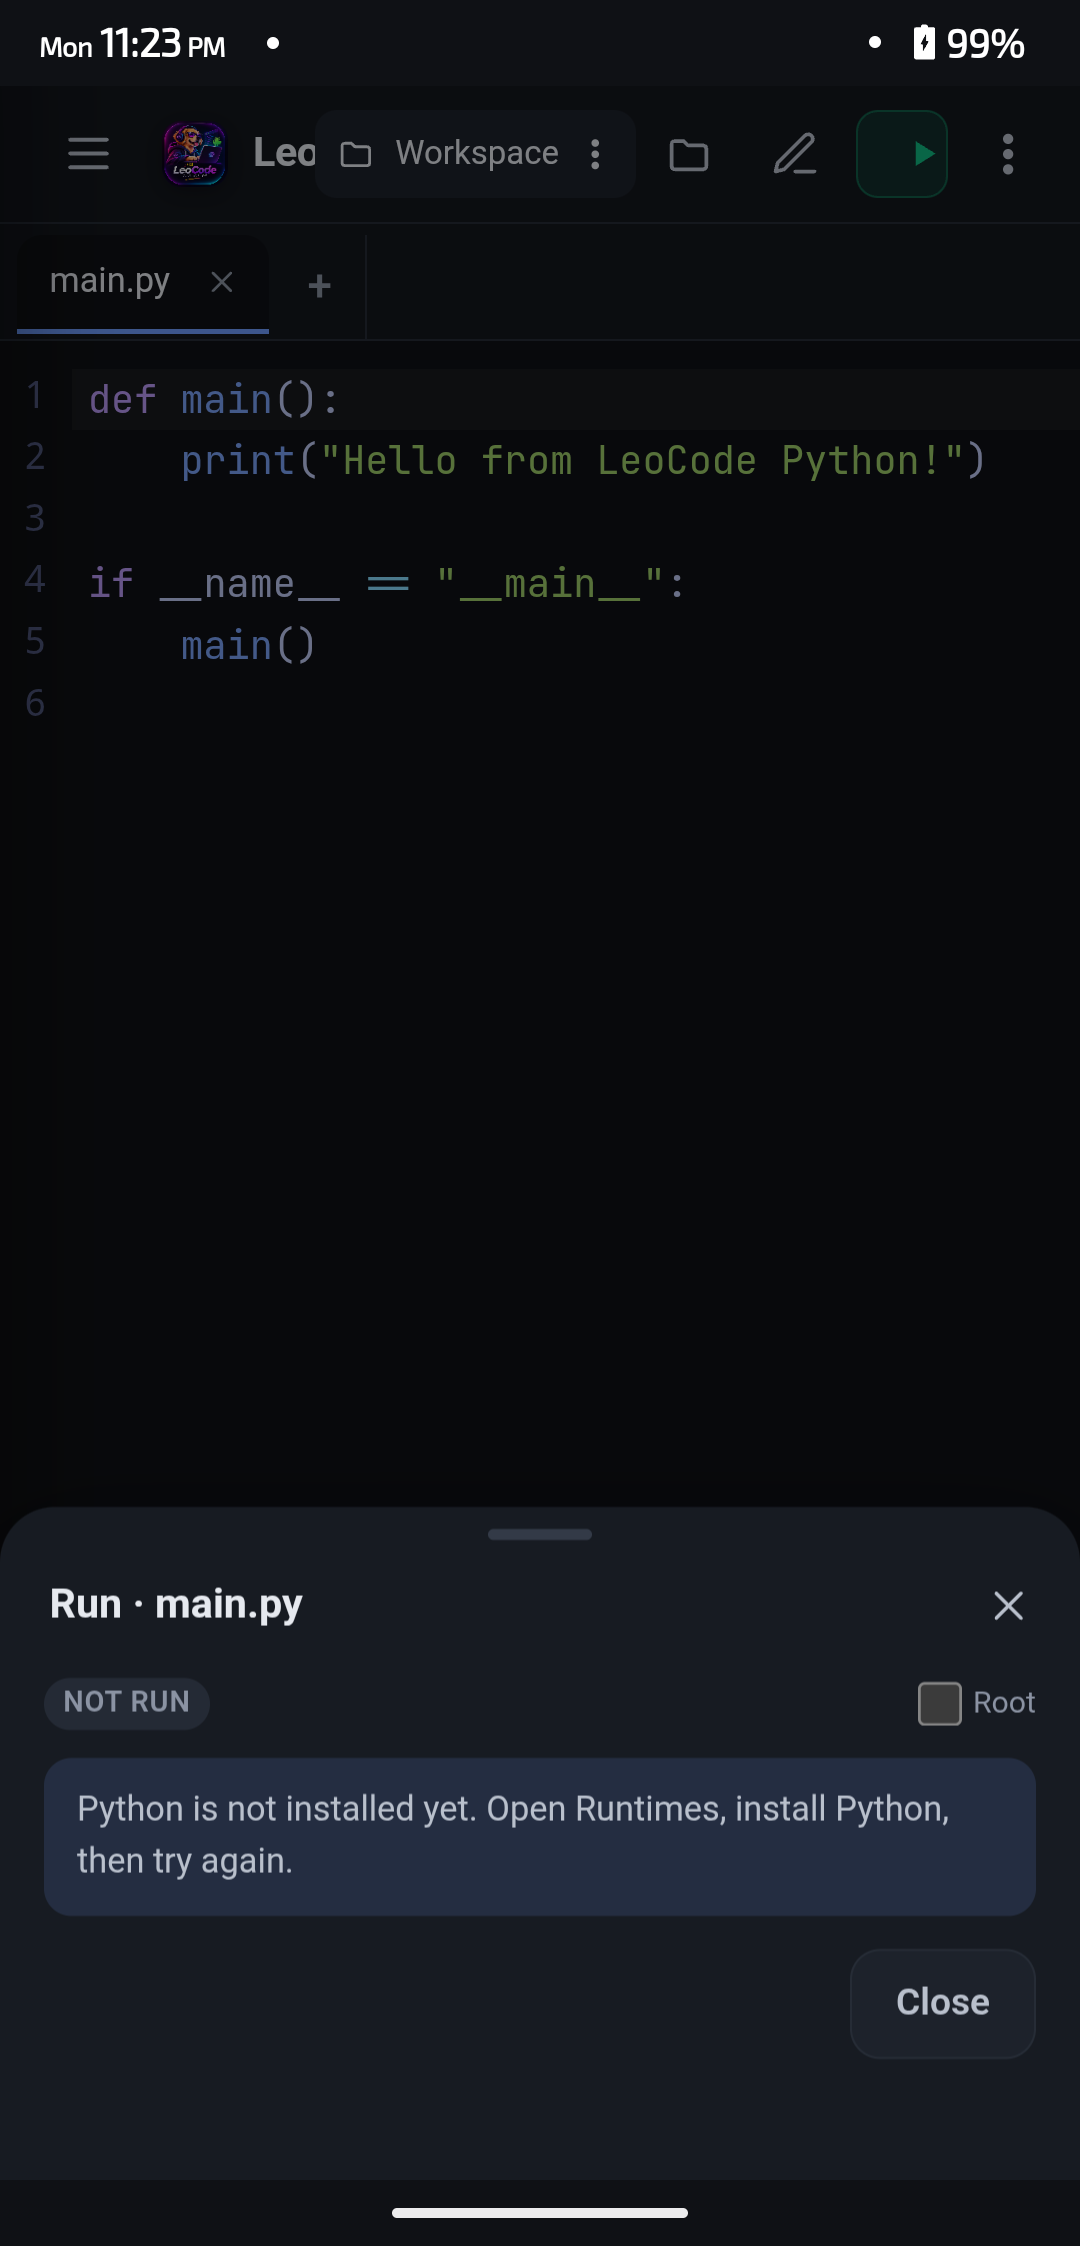 Mon 11:23 PM
99%
LeoCode
Leo
Workspace
main.py
+
1 def main():
2     print("Hello from LeoCode Python!")
3
4 if __name__ == "__main__":
5     main()
6
Run · main.py
NOT RUN
Root
Python is not installed yet. Open Runtimes, install Python,
then try again.
Close